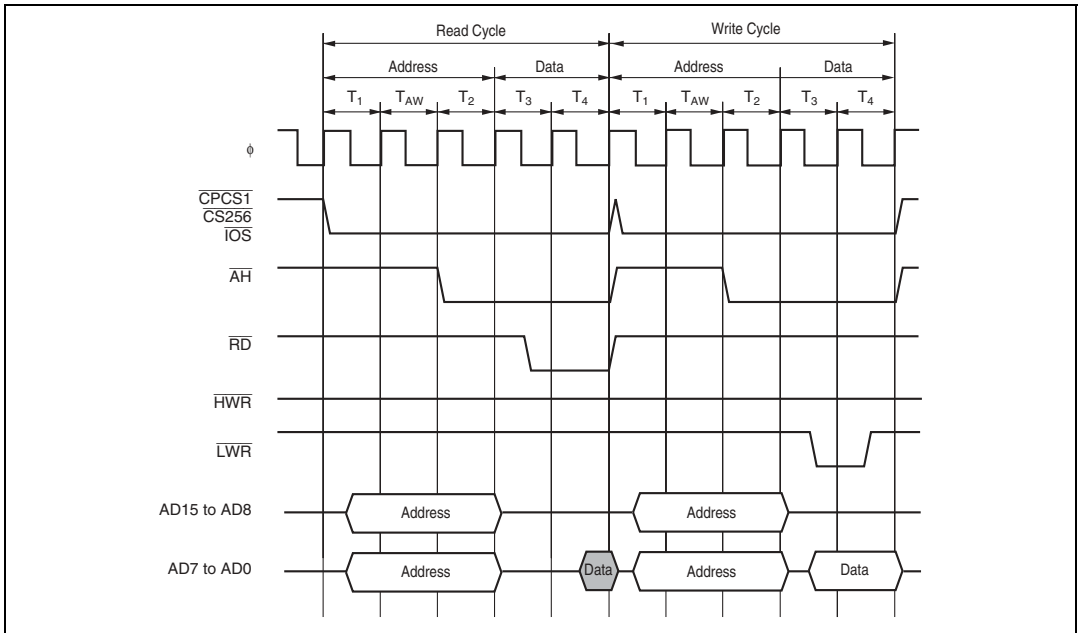 Read Cycle Write Cycle
Address Data Address Data
T1 TAW T2 T3 T4 T1 TAW T2 T3 T4
ϕ
CPCS1
CS256
IOS
AH
RD
HWR
LWR
AD15 to AD8 Address Address
AD7 to AD0 Address Data Address Data